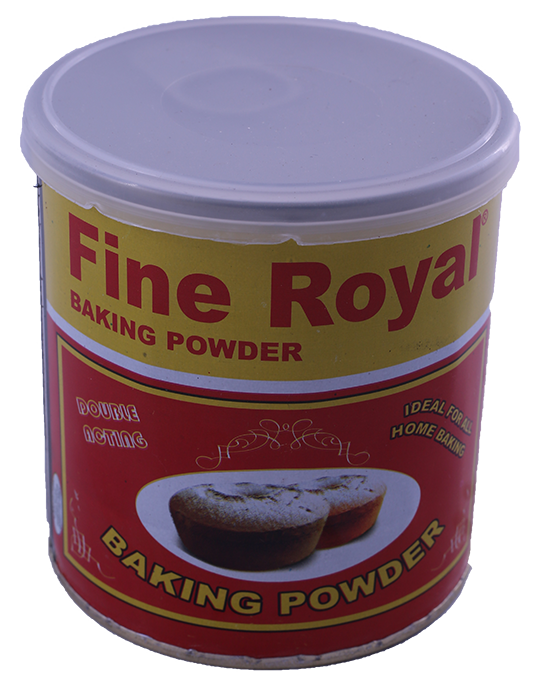 Fine Royal®
BAKING POWDER
DOUBLE
ACTING
IDEAL FOR ALL
HOME BAKING
BAKING POWDER